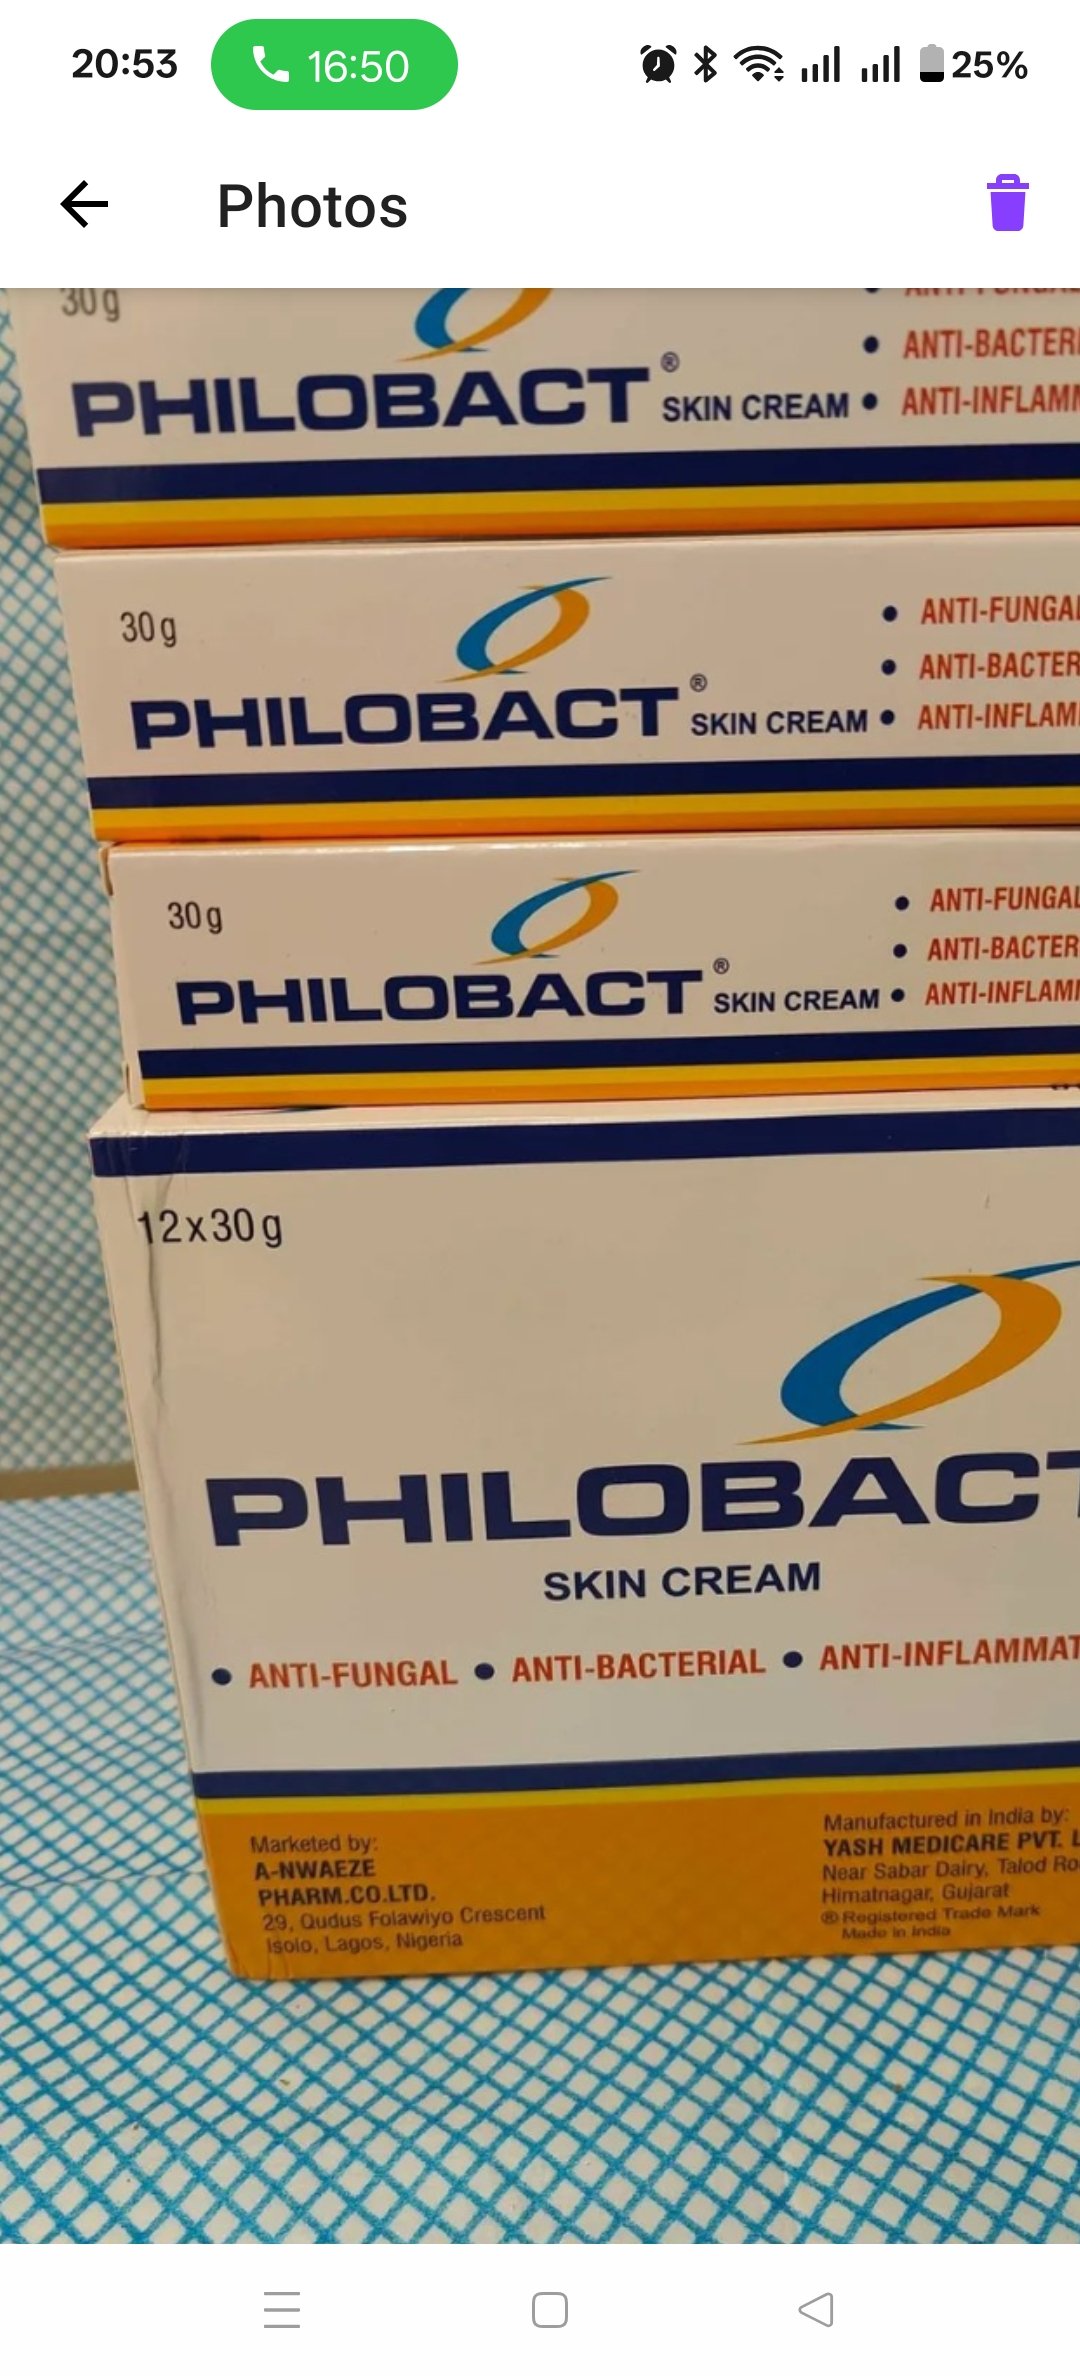 20:53 16:50 25%
Photos
30g
ANTI-FUNGAL
• ANTI-BACTERI
PHILOBACT® SKIN CREAM • ANTI-INFLAMM
30g
• ANTI-FUNGAL
• ANTI-BACTER
PHILOBACT® SKIN CREAM • ANTI-INFLAM
30g
• ANTI-FUNGAL
• ANTI-BACTER
PHILOBACT® SKIN CREAM • ANTI-INFLAMM
12x30g
PHILOBACT
SKIN CREAM
• ANTI-FUNGAL • ANTI-BACTERIAL • ANTI-INFLAMMAT
Marketed by:
A-NWAEZE
PHARM.CO.LTD.
29, Qudus Folawiyo Crescent
Isolo, Lagos, Nigeria
Manufactured in India by:
YASH MEDICARE PVT. L
Near Sabar Dairy, Talod Ro
Himatnagar, Gujarat
® Registered Trade Mark
Made in India